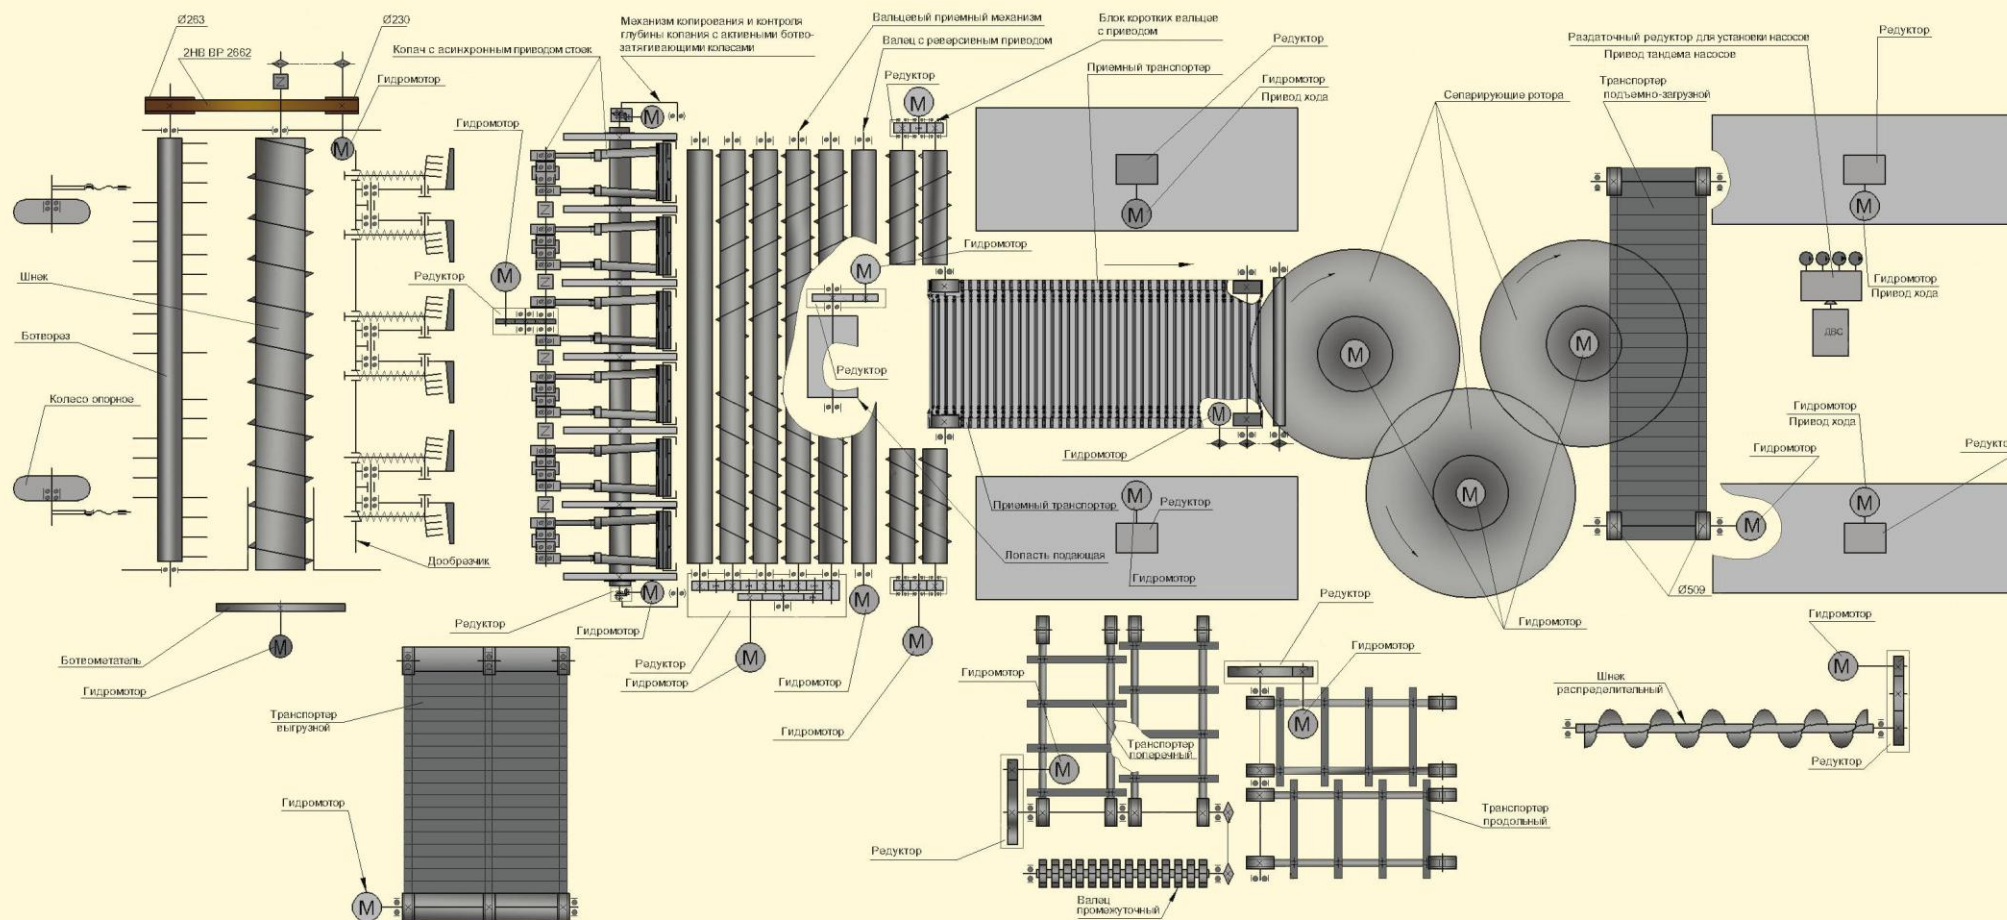 Ø263
2НВ ВР 2662
Ø230
Гидромотор
Копач с асинхронным приводом стоек
Механизм копирования и контроля
глубины копания с активными ботво-
затягивающими колесами
Вальцевый приемный механизм
Валец с реверсивным приводом
Редуктор
M
Блок коротких вальцев
с приводом
Приемный транспортер
Редуктор
Гидромотор
Привод хода
Сепарирующие ротора
Раздаточный редуктор для установки насосов
Привод тандема насосов
Транспортер
подъемно-загрузной
Редуктор
Z
M
M
Гидромотор
M
Гидромотор
M
M
M
M
Гидромотор
Привод хода
Шнек
Редуктор
Z
Z
Z
Z
Z
Ботворез
Редуктор
M
M
ДВС
Колесо опорное
M
Гидромотор
Гидромотор
Привод хода
Гидромотор
Редукто
M
Приемный транспортер
Редуктор
M
M
M
Лопасть подающая
Дообрезчик
Гидромотор
Ø509
Редуктор
M
Гидромотор
M
Гидромотор
Ботвометатель
M
Гидромотор
Редуктор
Гидромотор
M
Гидромотор
M
Гидромотор
Редуктор
Гидромотор
Гидромотор
M
Гидромотор
M
Шнек
распределительный
Редуктор
Транспортер
выгрузной
Транспортер
поперечный
M
M
Редуктор
Транспортер
продольный
Гидромотор
M
Валец
промежуточный